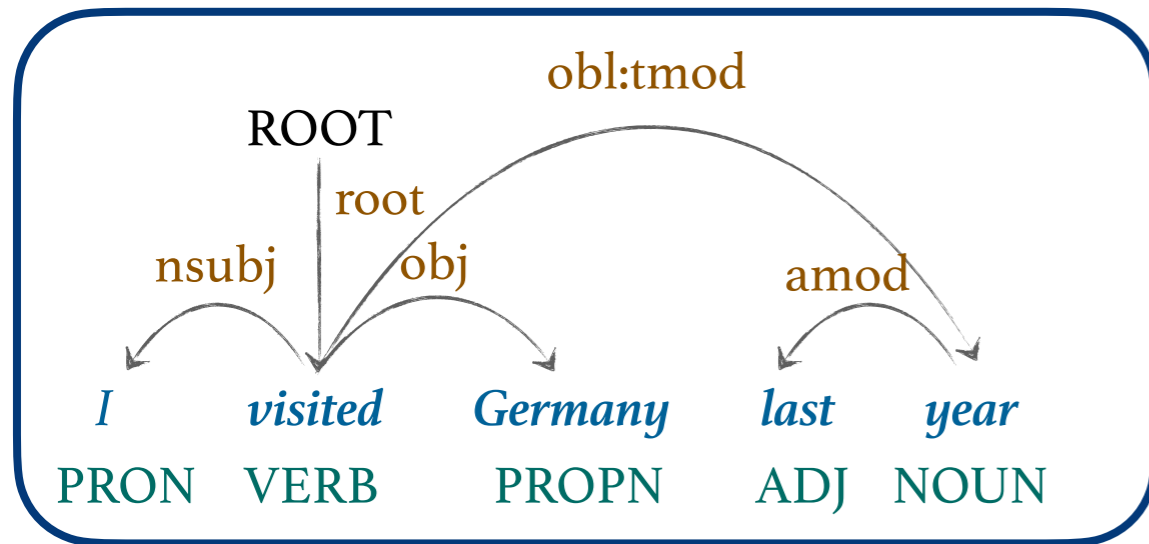 obl:tmod
ROOT
root
nsubj obj amod
I visited Germany last year
PRON VERB PROPN ADJ NOUN